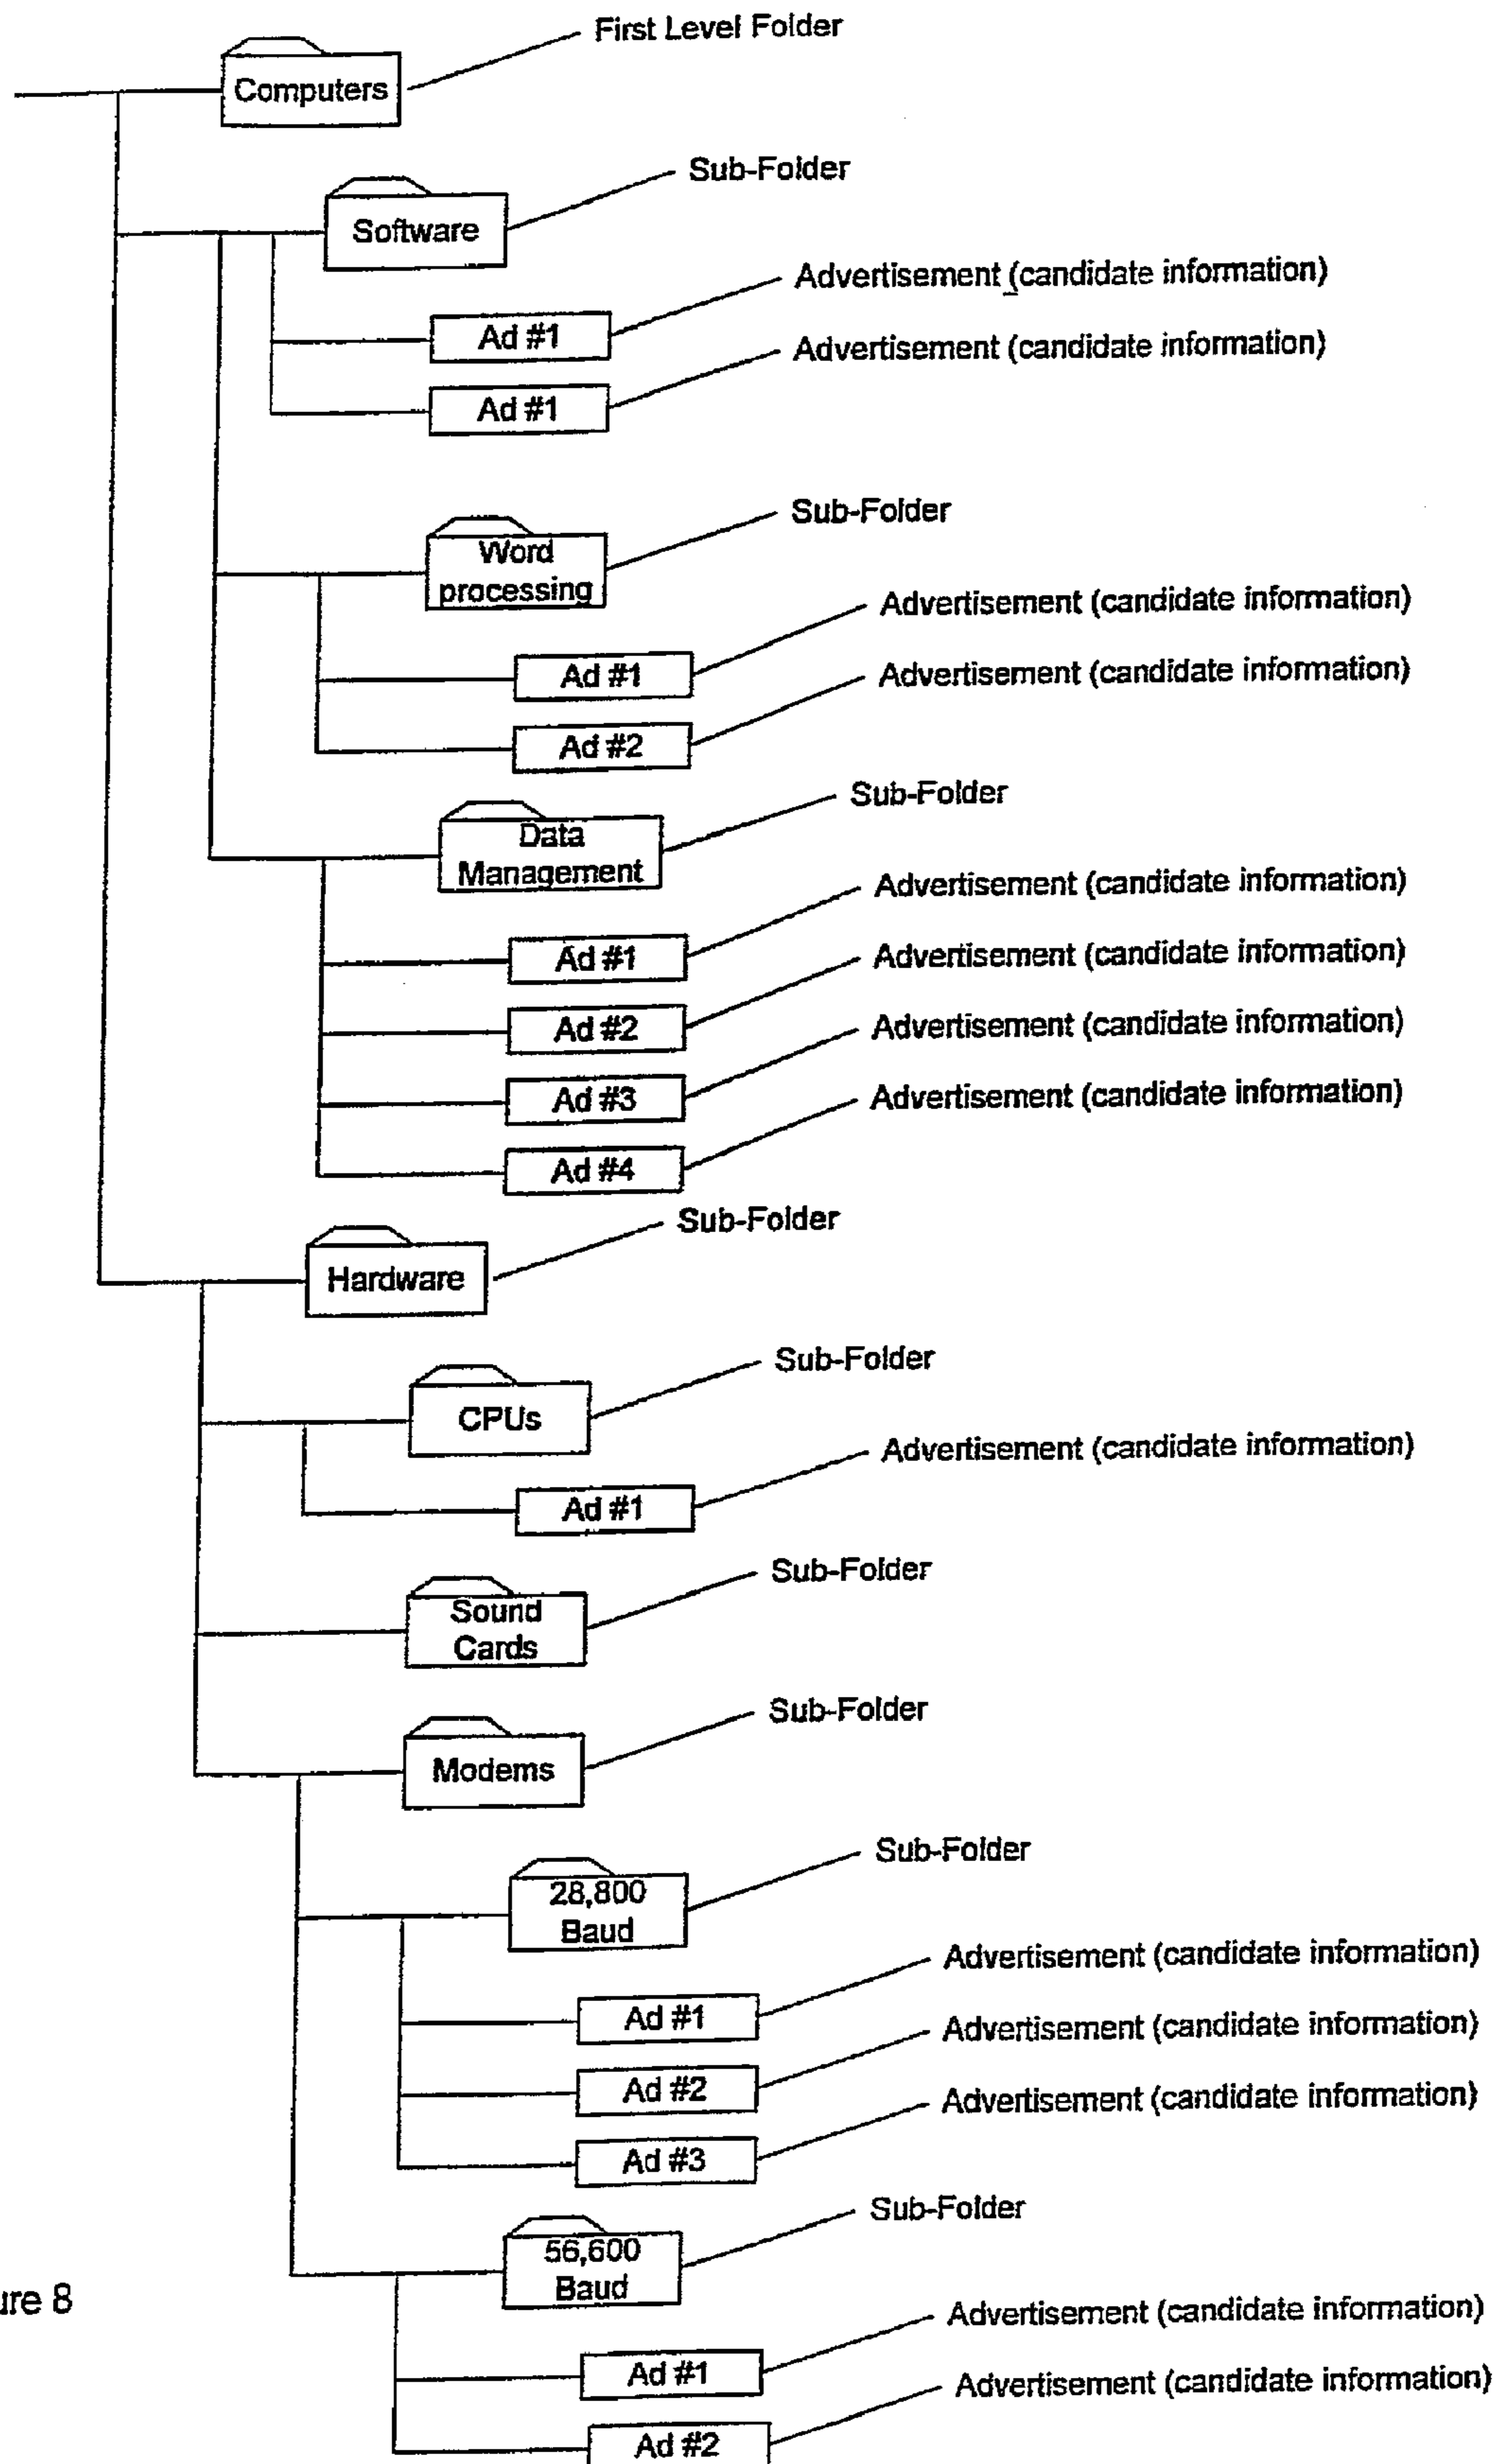 First Level Folder
Computers
Sub-Folder
Software
Advertisement (candidate information)
Ad #1
Advertisement (candidate information)
Ad #1
Sub-Folder
Word
processing
Advertisement (candidate information)
Ad #1
Advertisement (candidate information)
Ad #2
Sub-Folder
Data
Management
Advertisement (candidate information)
Ad #1
Advertisement (candidate information)
Ad #2
Advertisement (candidate information)
Ad #3
Advertisement (candidate information)
Ad #4
Sub-Folder
Hardware
Sub-Folder
CPUs
Advertisement (candidate information)
Ad #1
Sub-Folder
Sound
Cards
Sub-Folder
Modems
Sub-Folder
28,800
Baud
Advertisement (candidate information)
Ad #1
Advertisement (candidate information)
Ad #2
Advertisement (candidate information)
Ad #3
Sub-Folder
56,600
Baud
ure 8
Advertisement (candidate information)
Ad #1
Advertisement (candidate information)
Ad #2